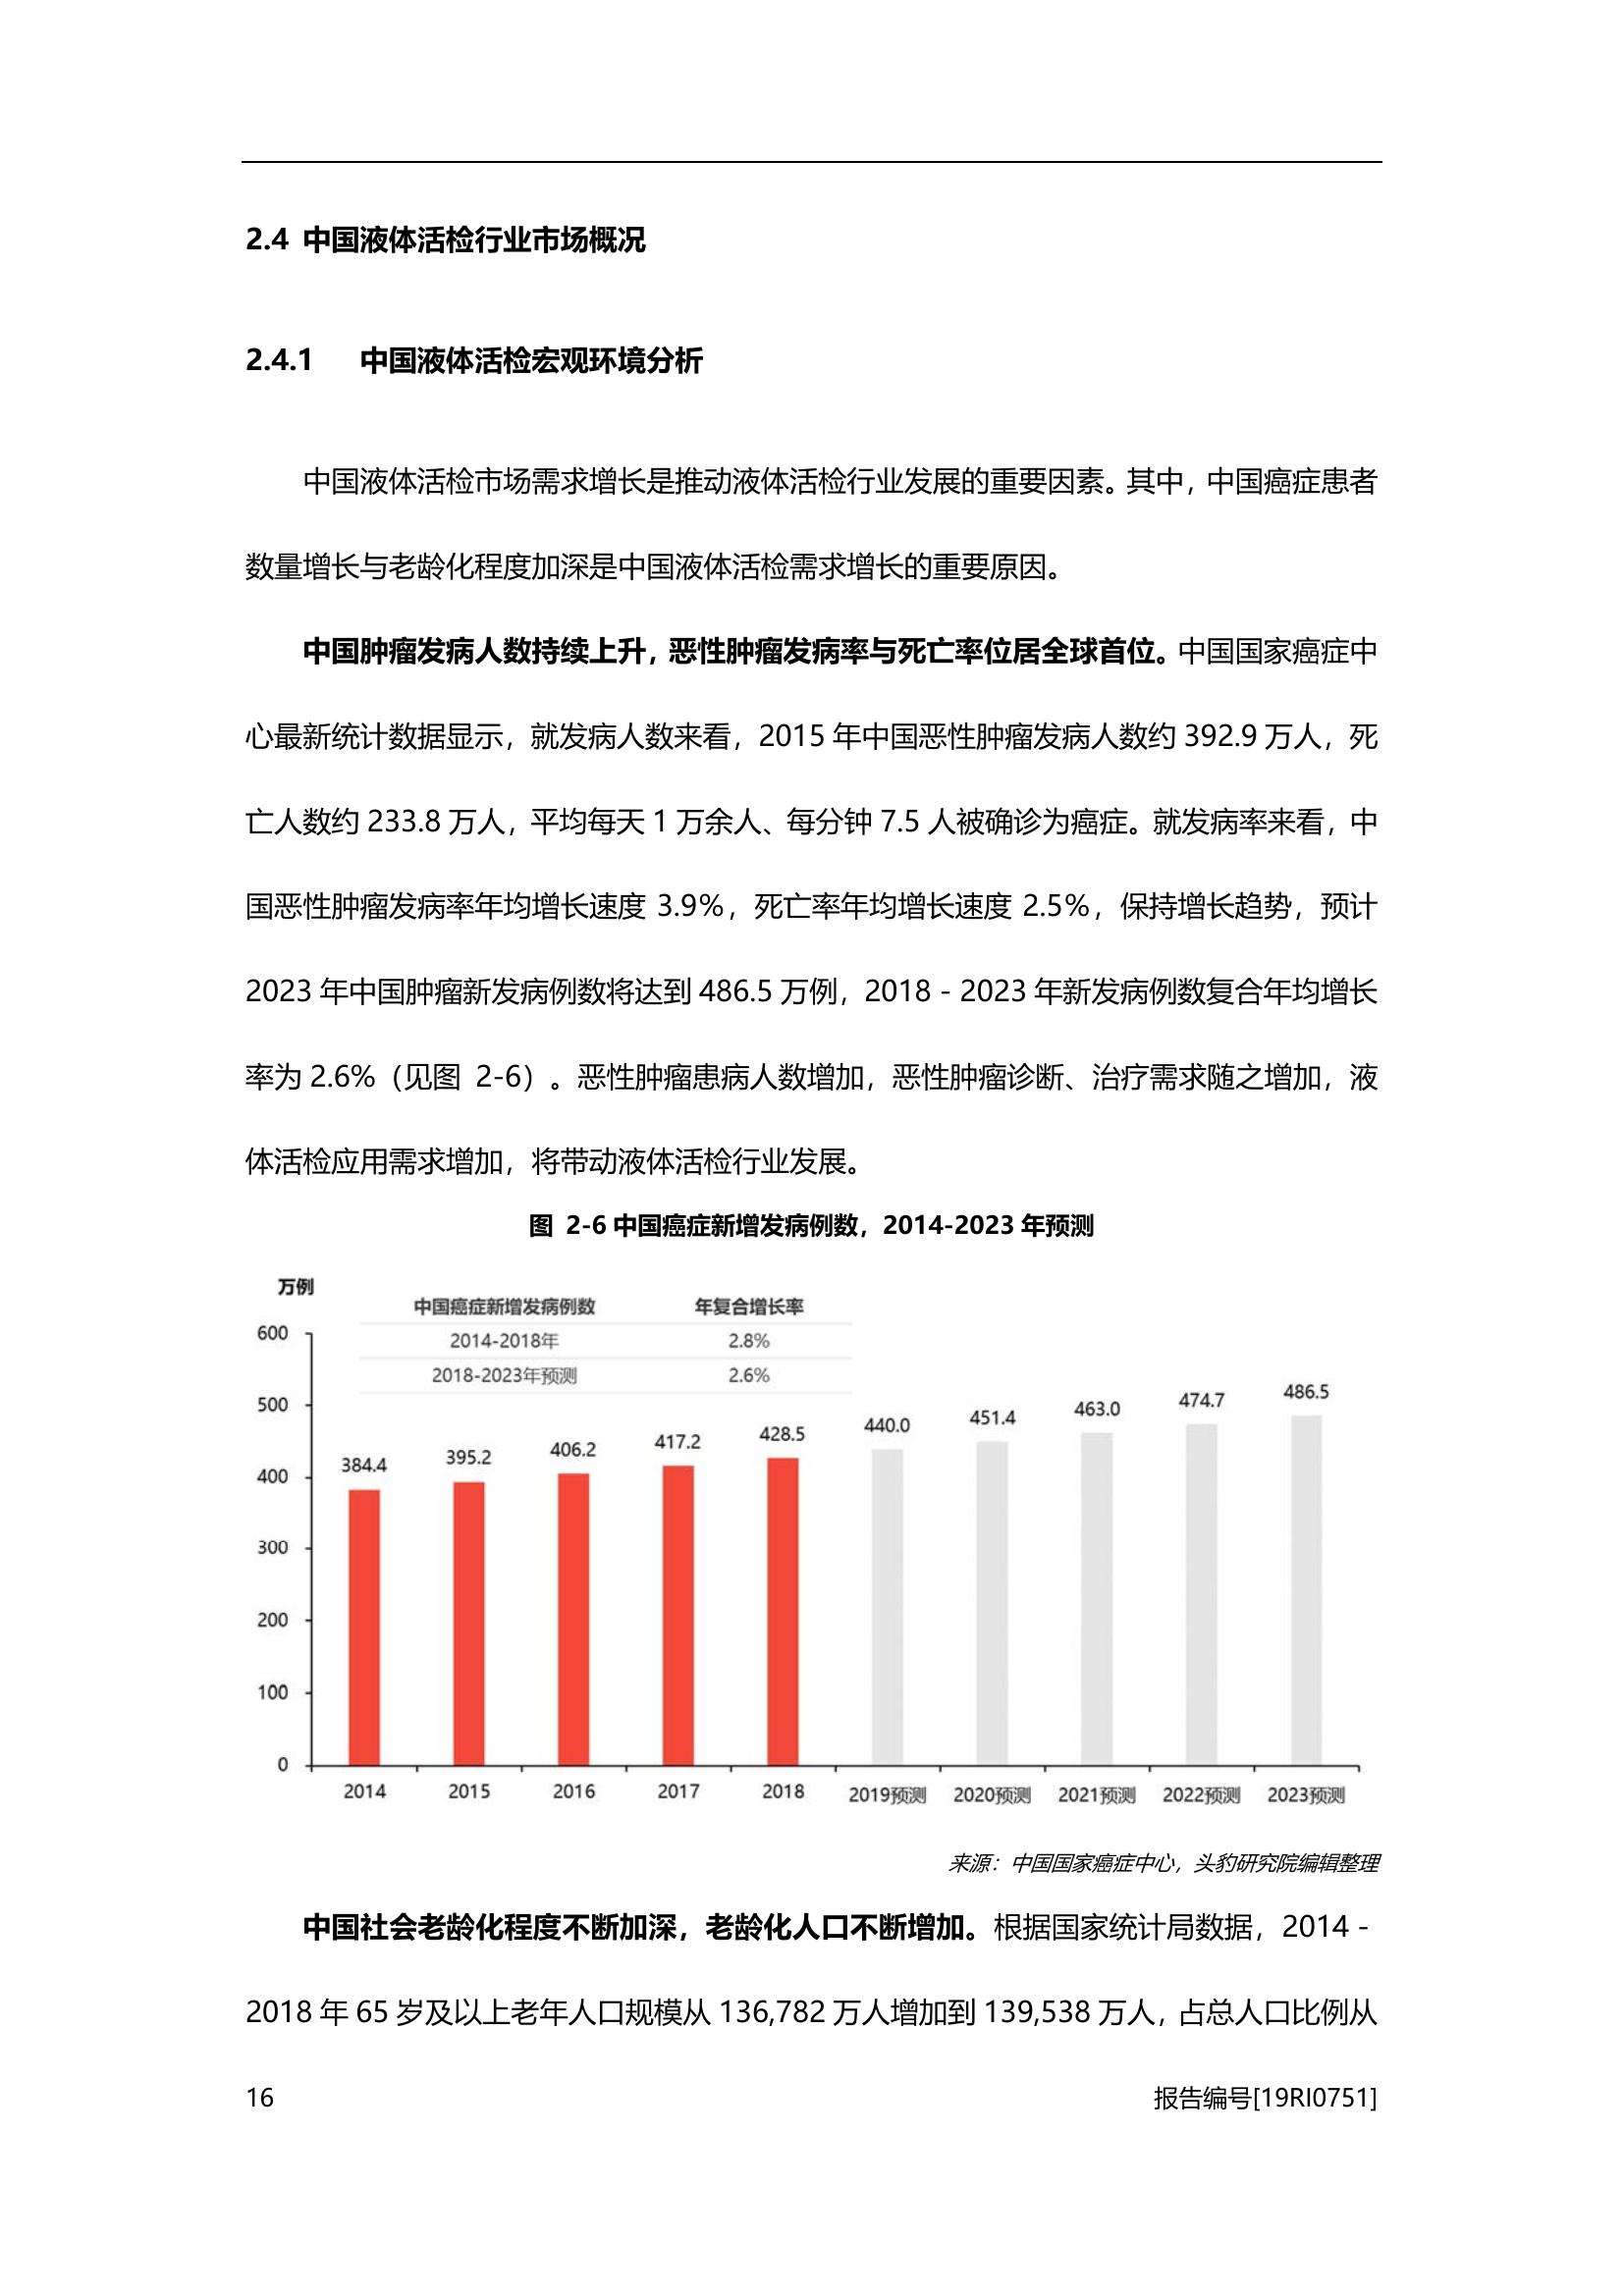 2.4 中国液体活检行业市场概况
2.4.1 中国液体活检宏观环境分析
中国液体活检市场需求增长是推动液体活检行业发展的重要因素。其中，中国癌症患者
数量增长与老龄化程度加深是中国液体活检需求增长的重要原因。
中国肿瘤发病人数持续上升，恶性肿瘤发病率与死亡率位居全球首位。中国国家癌症中
心最新统计数据显示，就发病人数来看，2015 年中国恶性肿瘤发病人数约 392.9 万人，死
亡人数约 233.8 万人，平均每天 1 万余人、每分钟 7.5 人被确诊为癌症。就发病率来看，中
国恶性肿瘤发病率年均增长速度 3.9%，死亡率年均增长速度 2.5%，保持增长趋势，预计
2023 年中国肿瘤新发病例数将达到 486.5 万例，2018 - 2023 年新发病例数复合年均增长
率为 2.6%（见图 2-6）。恶性肿瘤患病人数增加，恶性肿瘤诊断、治疗需求随之增加，液
体活检应用需求增加，将带动液体活检行业发展。
图 2-6 中国癌症新增发病例数，2014-2023 年预测
万例
中国癌症新增发病例数 年复合增长率
2014-2018年 2.8%
2018-2023年预测 2.6%
600
500
400
300
200
100
0
384.4 395.2 406.2 417.2 428.5 440.0 451.4 463.0 474.7 486.5
2014 2015 2016 2017 2018 2019预测 2020预测 2021预测 2022预测 2023预测
来源：中国国家癌症中心，头豹研究院编辑整理
中国社会老龄化程度不断加深，老龄化人口不断增加。根据国家统计局数据，2014 -
2018 年 65 岁及以上老年人口规模从 136,782 万人增加到 139,538 万人，占总人口比例从
16 报告编号[19RI0751]